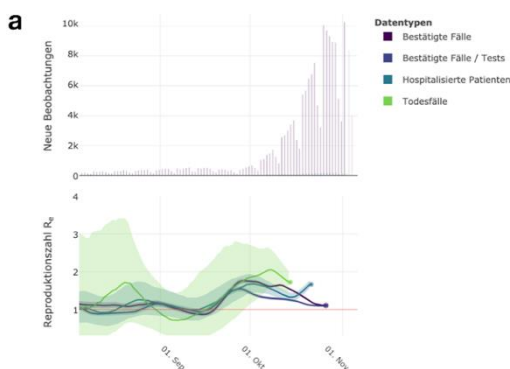 a
Datentypen
Bestätigte Fälle
Bestätigte Fälle / Tests
Hospitalisierte Patienten
Todesfälle
Neue Beobachtungen
10k
8k
6k
4k
2k
0
Reproduktionszahl Re
4
3
2
1
01. Sep
01. Okt
01. Nov